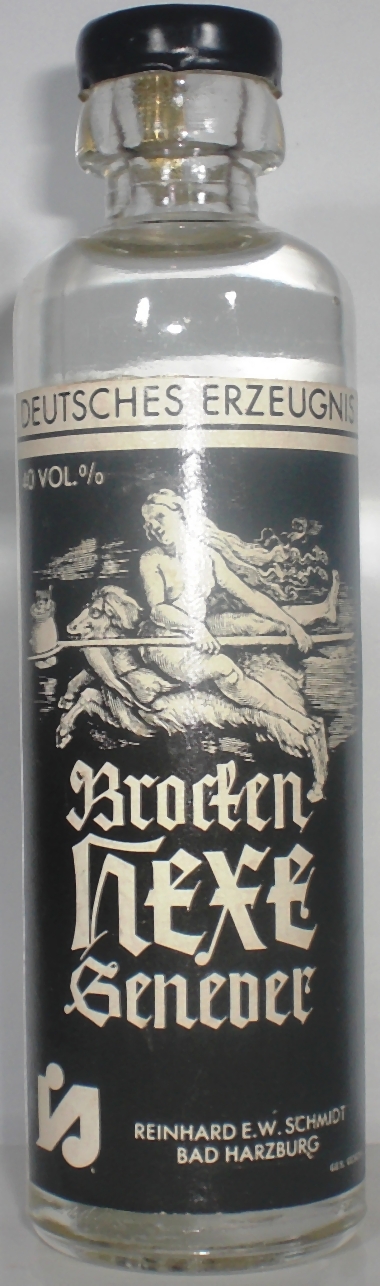 DEUTSCHES ERZEUGNIS
40 VOL.%
Brocken
Hexe
Genever
REINHARD E.W. SCHMIDT
BAD HARZBURG